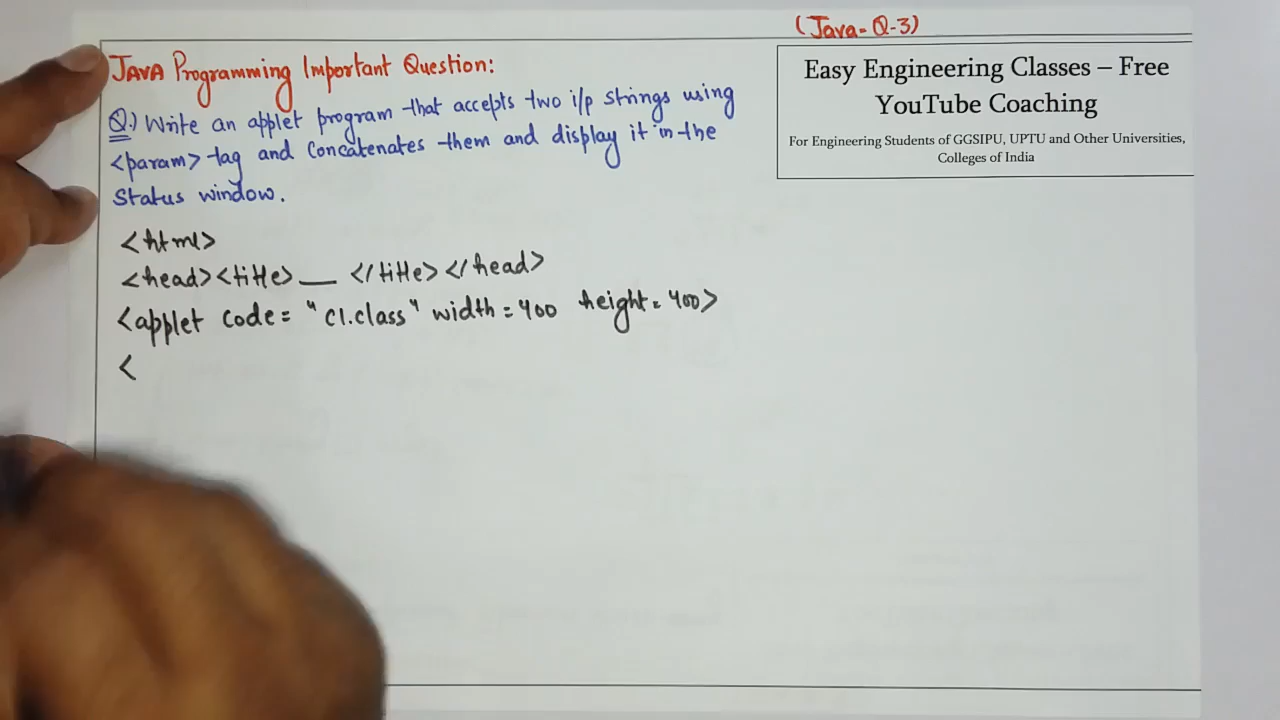 (Java-Q-3)
JAVA Programming Important Question:
Easy Engineering Classes – Free
YouTube Coaching
For Engineering Students of GGSIPU, UPTU and Other Universities,
Colleges of India
Q.) Write an applet program that accepts two i/p strings using
<param> tag and concatenates them and display it in the
Status window.
<html>
<head><title>__ </title></head>
<applet code= "C1.class" width=400 height=400>
<